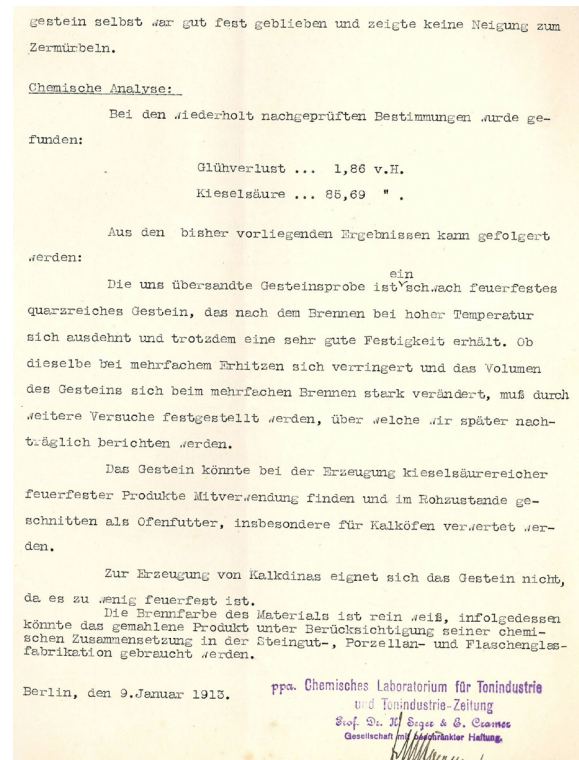 gestein selbst war gut fest geblieben und zeigte keine Neigung zum
Zermürbeln.
Chemische Analyse:
Bei den wiederholt nachgeprüften Bestimmungen wurde ge-
funden:
Glühverlust ... 1,86 v.H.
Kieselsäure ... 85,69 " .
Aus den bisher vorliegenden Ergebnissen kann gefolgert
werden:
Die uns übersandte Gesteinsprobe ist ein schwach feuerfestes
quarzreiches Gestein, das nach dem Brennen bei hoher Temperatur
sich ausdehnt und trotzdem eine sehr gute Festigkeit erhält. Ob
dieselbe bei mehrfachem Erhitzen sich verringert und das Volumen
des Gesteins sich beim mehrfachen Brennen stark verändert, muß durch
weitere Versuche festgestellt werden, über welche wir später nach-
träglich berichten werden.
Das Gestein könnte bei der Erzeugung kieselsäurereicher
feuerfester Produkte Mitverwendung finden und im Rohzustande ge-
schnitten als Ofenfutter, insbesondere für Kalköfen verwertet wer-
den.
Zur Erzeugung von Kalkdinas eignet sich das Gestein nicht,
da es zu wenig feuerfest ist.
Die Brennfarbe des Materials ist rein weiß, infolgedessen
könnte das gemahlene Produkt unter Berücksichtigung seiner chemi-
schen Zusammensetzung in der Steingut-, Porzellan- und Flaschenglas-
fabrikation gebraucht werden.
Berlin, den 9.Januar 1913.
ppa. Chemisches Laboratorium für Tonindustrie
und Tonindustrie-Zeitung
Prof. Dr. H. Seger & E. Cramer
Gesellschaft mit beschränkter Haftung.